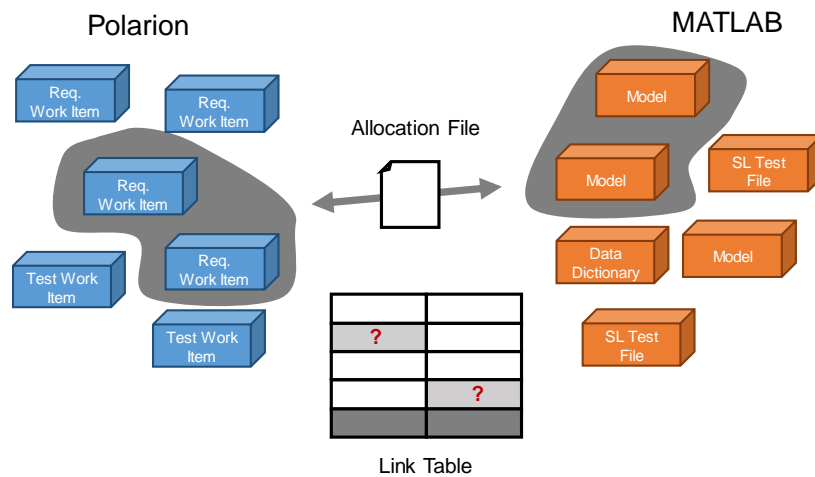 Polarion
MATLAB
Req.
Work Item
Req.
Work Item
Model
Allocation File
Req.
Work Item
Model
SL Test
File
Req.
Work Item
Test Work
Item
Data
Dictionary
Model
Test Work
Item
?
SL Test
File
?
Link Table